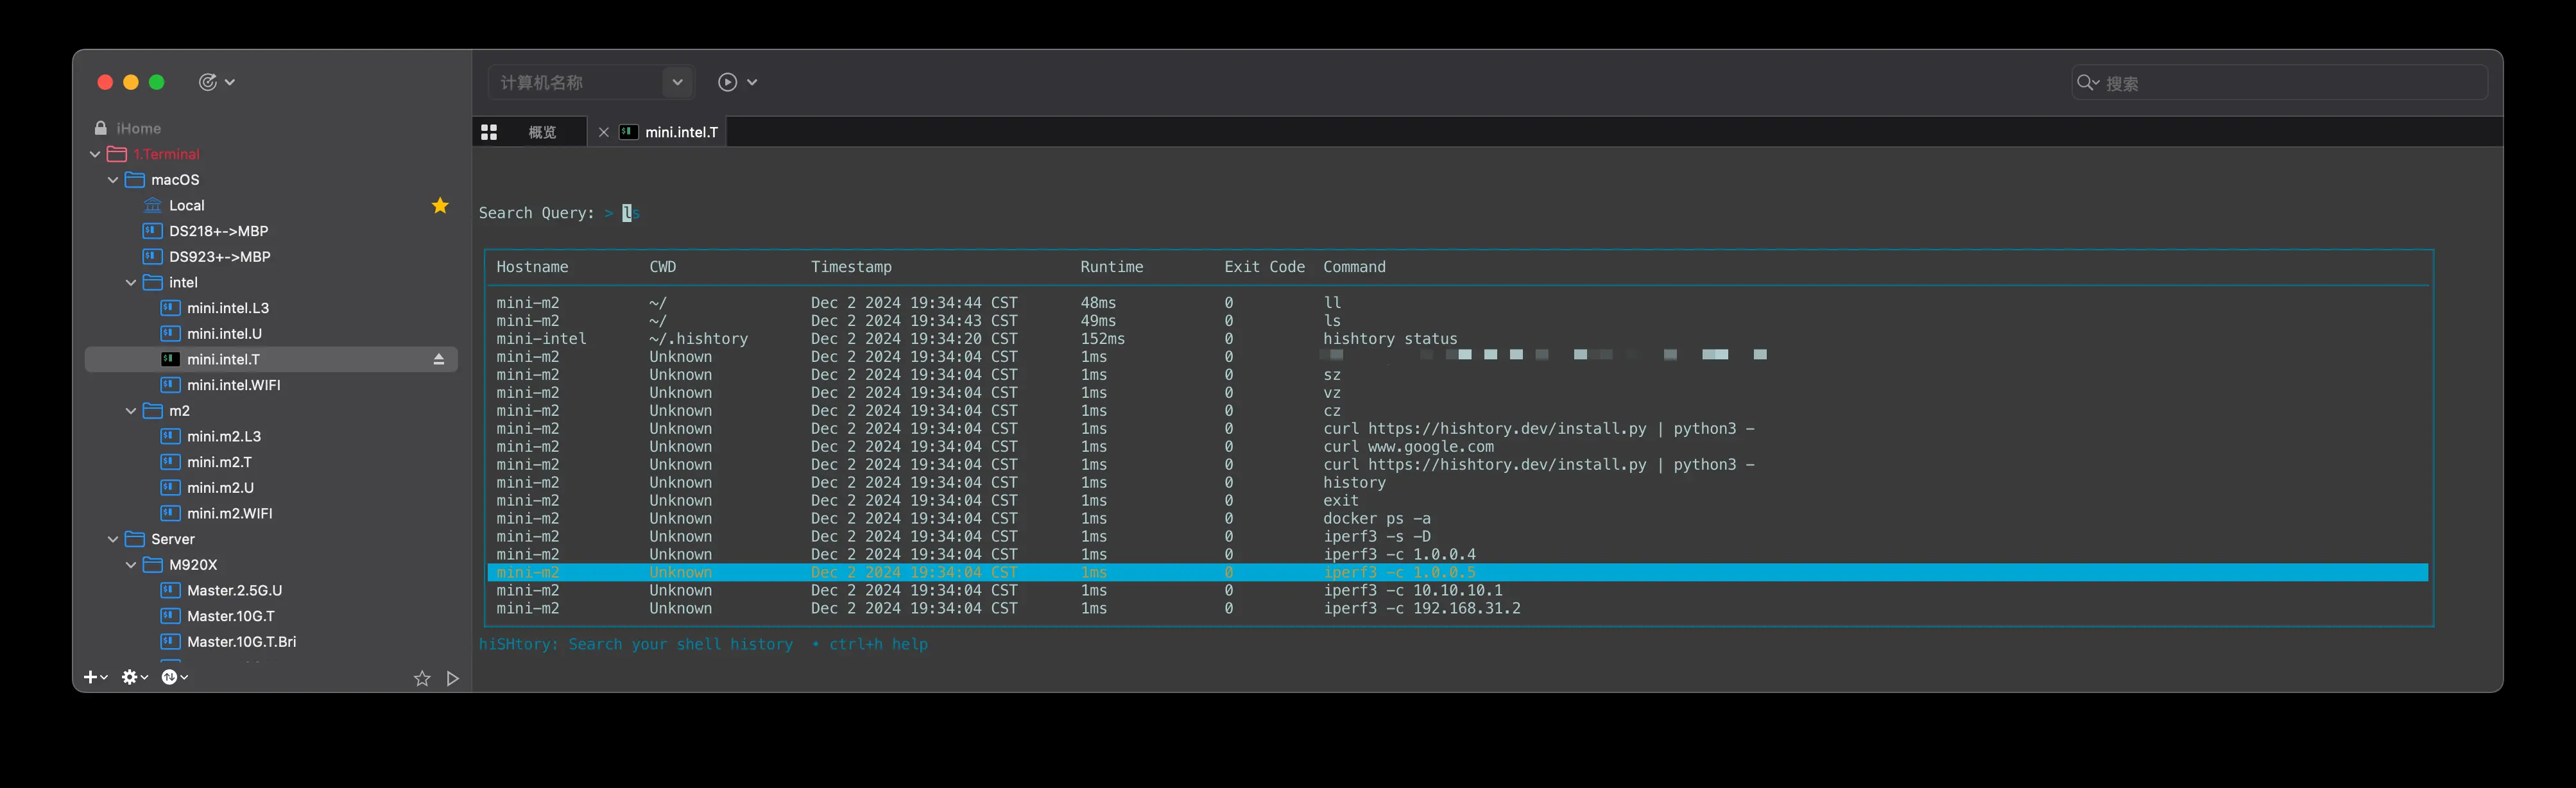 计算机名称
搜索
iHome
1.Terminal
macOS
Local
DS218+->MBP
DS923+->MBP
intel
mini.intel.L3
mini.intel.U
mini.intel.T
mini.intel.WIFI
m2
mini.m2.L3
mini.m2.T
mini.m2.U
mini.m2.WIFI
Server
M920X
Master.2.5G.U
Master.10G.T
Master.10G.T.Bri
概览 mini.intel.T
Search Query: > ls
Hostname CWD Timestamp Runtime Exit Code Command
mini-m2 ~/ Dec 2 2024 19:34:44 CST 48ms 0 ll
mini-m2 ~/ Dec 2 2024 19:34:43 CST 49ms 0 ls
mini-intel ~/.hishtory Dec 2 2024 19:34:20 CST 152ms 0 hishtory status
mini-m2 Unknown Dec 2 2024 19:34:04 CST 1ms 0
mini-m2 Unknown Dec 2 2024 19:34:04 CST 1ms 0 sz
mini-m2 Unknown Dec 2 2024 19:34:04 CST 1ms 0 vz
mini-m2 Unknown Dec 2 2024 19:34:04 CST 1ms 0 cz
mini-m2 Unknown Dec 2 2024 19:34:04 CST 1ms 0 curl https://hishtory.dev/install.py | python3 -
mini-m2 Unknown Dec 2 2024 19:34:04 CST 1ms 0 curl www.google.com
mini-m2 Unknown Dec 2 2024 19:34:04 CST 1ms 0 curl https://hishtory.dev/install.py | python3 -
mini-m2 Unknown Dec 2 2024 19:34:04 CST 1ms 0 history
mini-m2 Unknown Dec 2 2024 19:34:04 CST 1ms 0 exit
mini-m2 Unknown Dec 2 2024 19:34:04 CST 1ms 0 docker ps -a
mini-m2 Unknown Dec 2 2024 19:34:04 CST 1ms 0 iperf3 -s -D
mini-m2 Unknown Dec 2 2024 19:34:04 CST 1ms 0 iperf3 -c 1.0.0.4
mini-m2 Unknown Dec 2 2024 19:34:04 CST 1ms 0 iperf3 -c 1.0.0.5
mini-m2 Unknown Dec 2 2024 19:34:04 CST 1ms 0 iperf3 -c 10.10.10.1
mini-m2 Unknown Dec 2 2024 19:34:04 CST 1ms 0 iperf3 -c 192.168.31.2
hiSHtory: Search your shell history • ctrl+h help